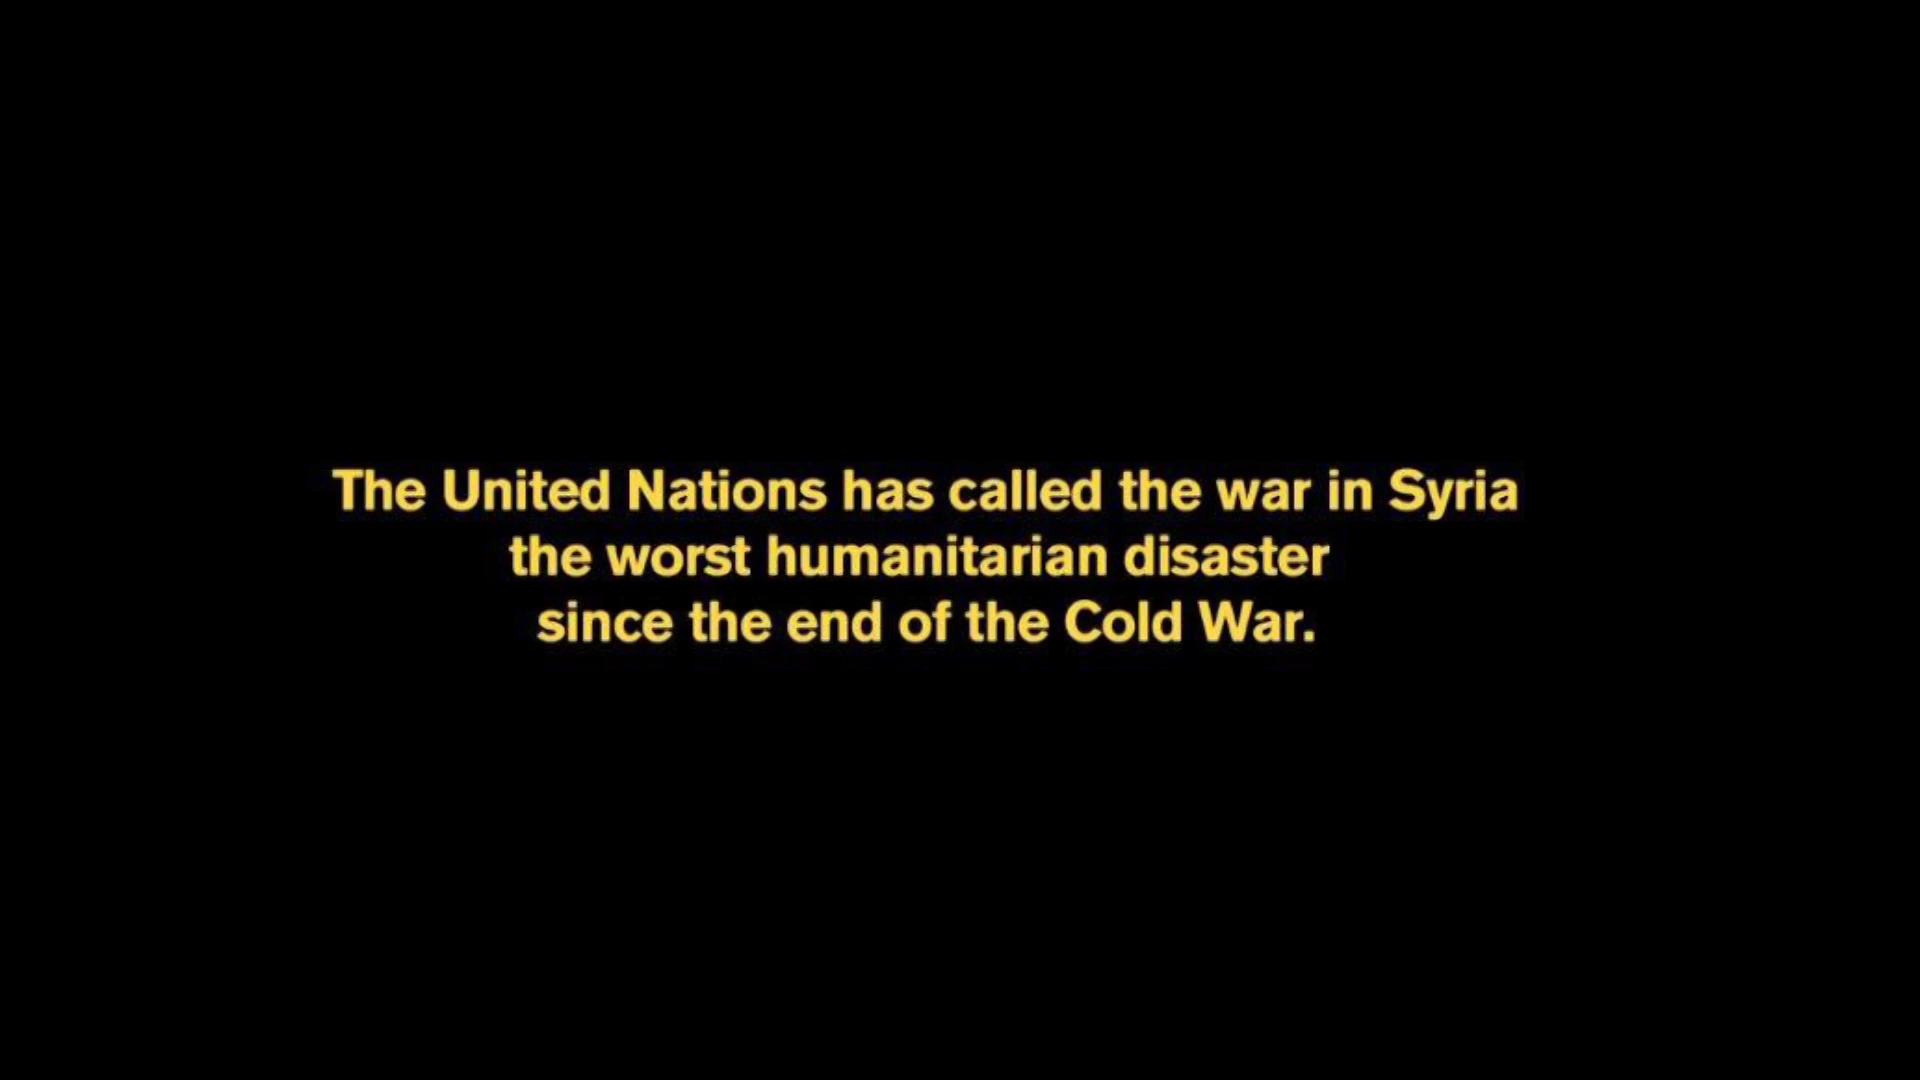 The United Nations has called the war in Syria
the worst humanitarian disaster
since the end of the Cold War.